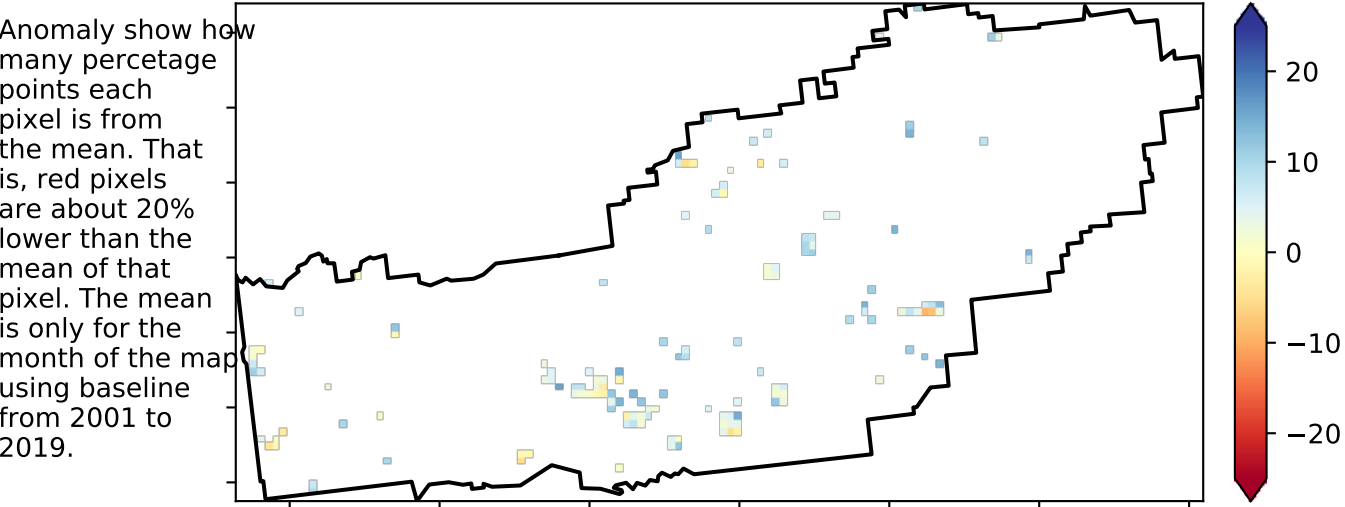 Anomaly show how
many percetage
points each
pixel is from
the mean. That
is, red pixels
are about 20%
lower than the
mean of that
pixel. The mean
is only for the
month of the map
using baseline
from 2001 to
2019.
20
10
0
−10
−20